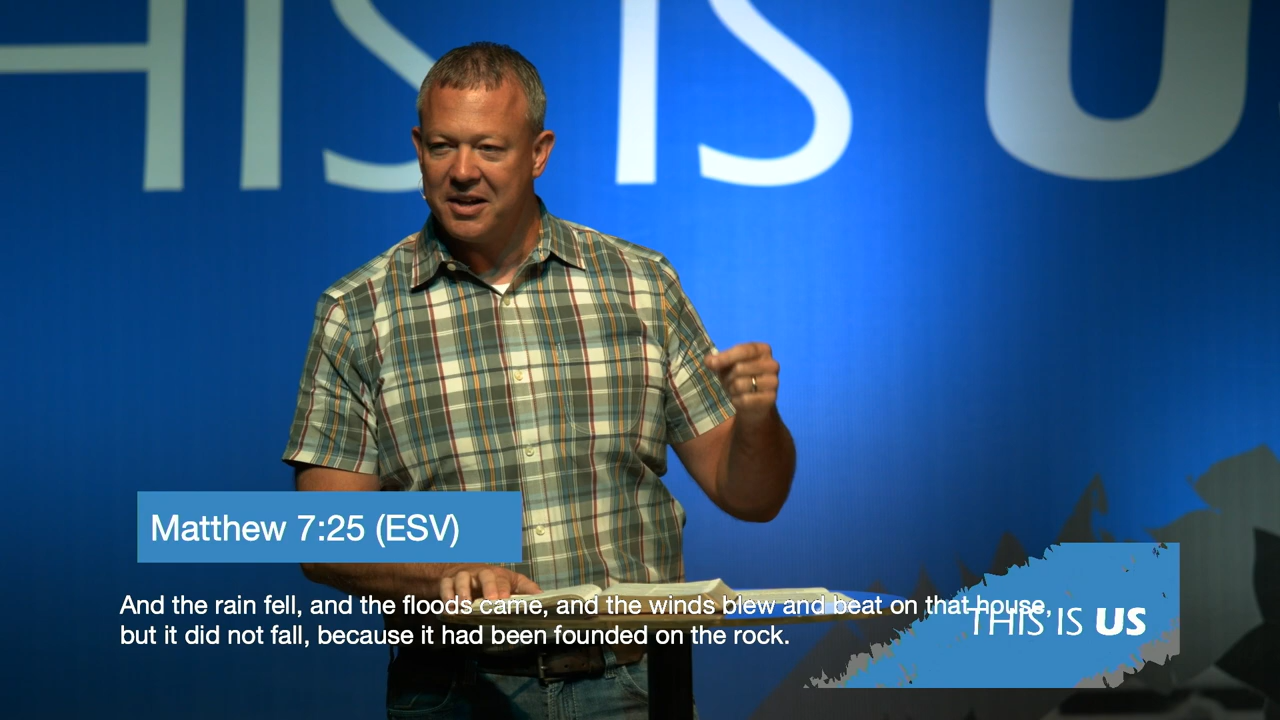 HIS IS U
Matthew 7:25 (ESV)
And the rain fell, and the floods came, and the winds blew and beat on that house,
but it did not fall, because it had been founded on the rock.
THIS IS US